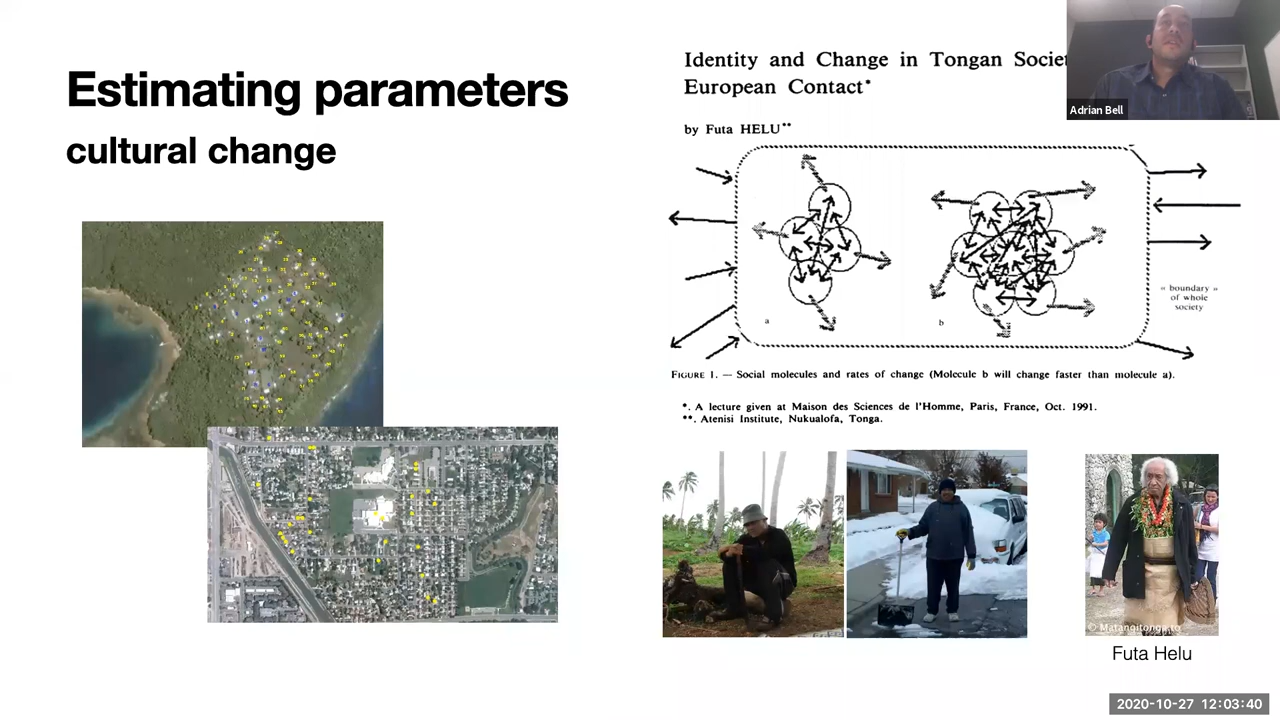 Estimating parameters
cultural change
Identity and Change in Tongan
European Contact*
by Futa HELU**
a
b
« boundary »
of whole
society
FIGURE 1. — Social molecules and rates of change (Molecule b will change faster than molecule a).
*. A lecture given at Maison des Sciences de l'Homme, Paris, France, Oct. 1991.
**. Atenisi Institute, Nukualofa, Tonga.
Adrian Bell
© Matangitonga.to
Futa Helu
2020-10-27 12:03:40